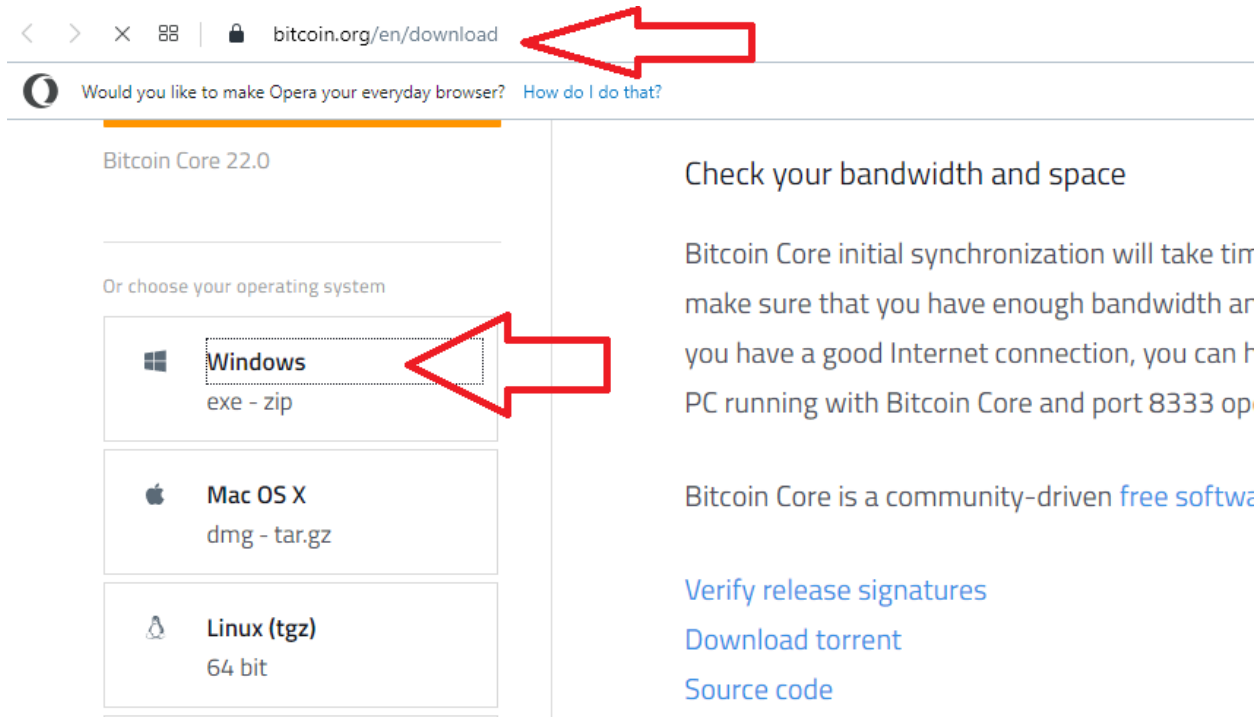 bitcoin.org/en/download
Would you like to make Opera your everyday browser? How do I do that?
Bitcoin Core 22.0
Or choose your operating system
Windows
exe - zip
Mac OS X
dmg - tar.gz
Linux (tgz)
64 bit
Check your bandwidth and space
Bitcoin Core initial synchronization will take
make sure that you have enough bandwidth
you have a good Internet connection, you can
PC running with Bitcoin Core and port 8333
Bitcoin Core is a community-driven free
Verify release signatures
Download torrent
Source code